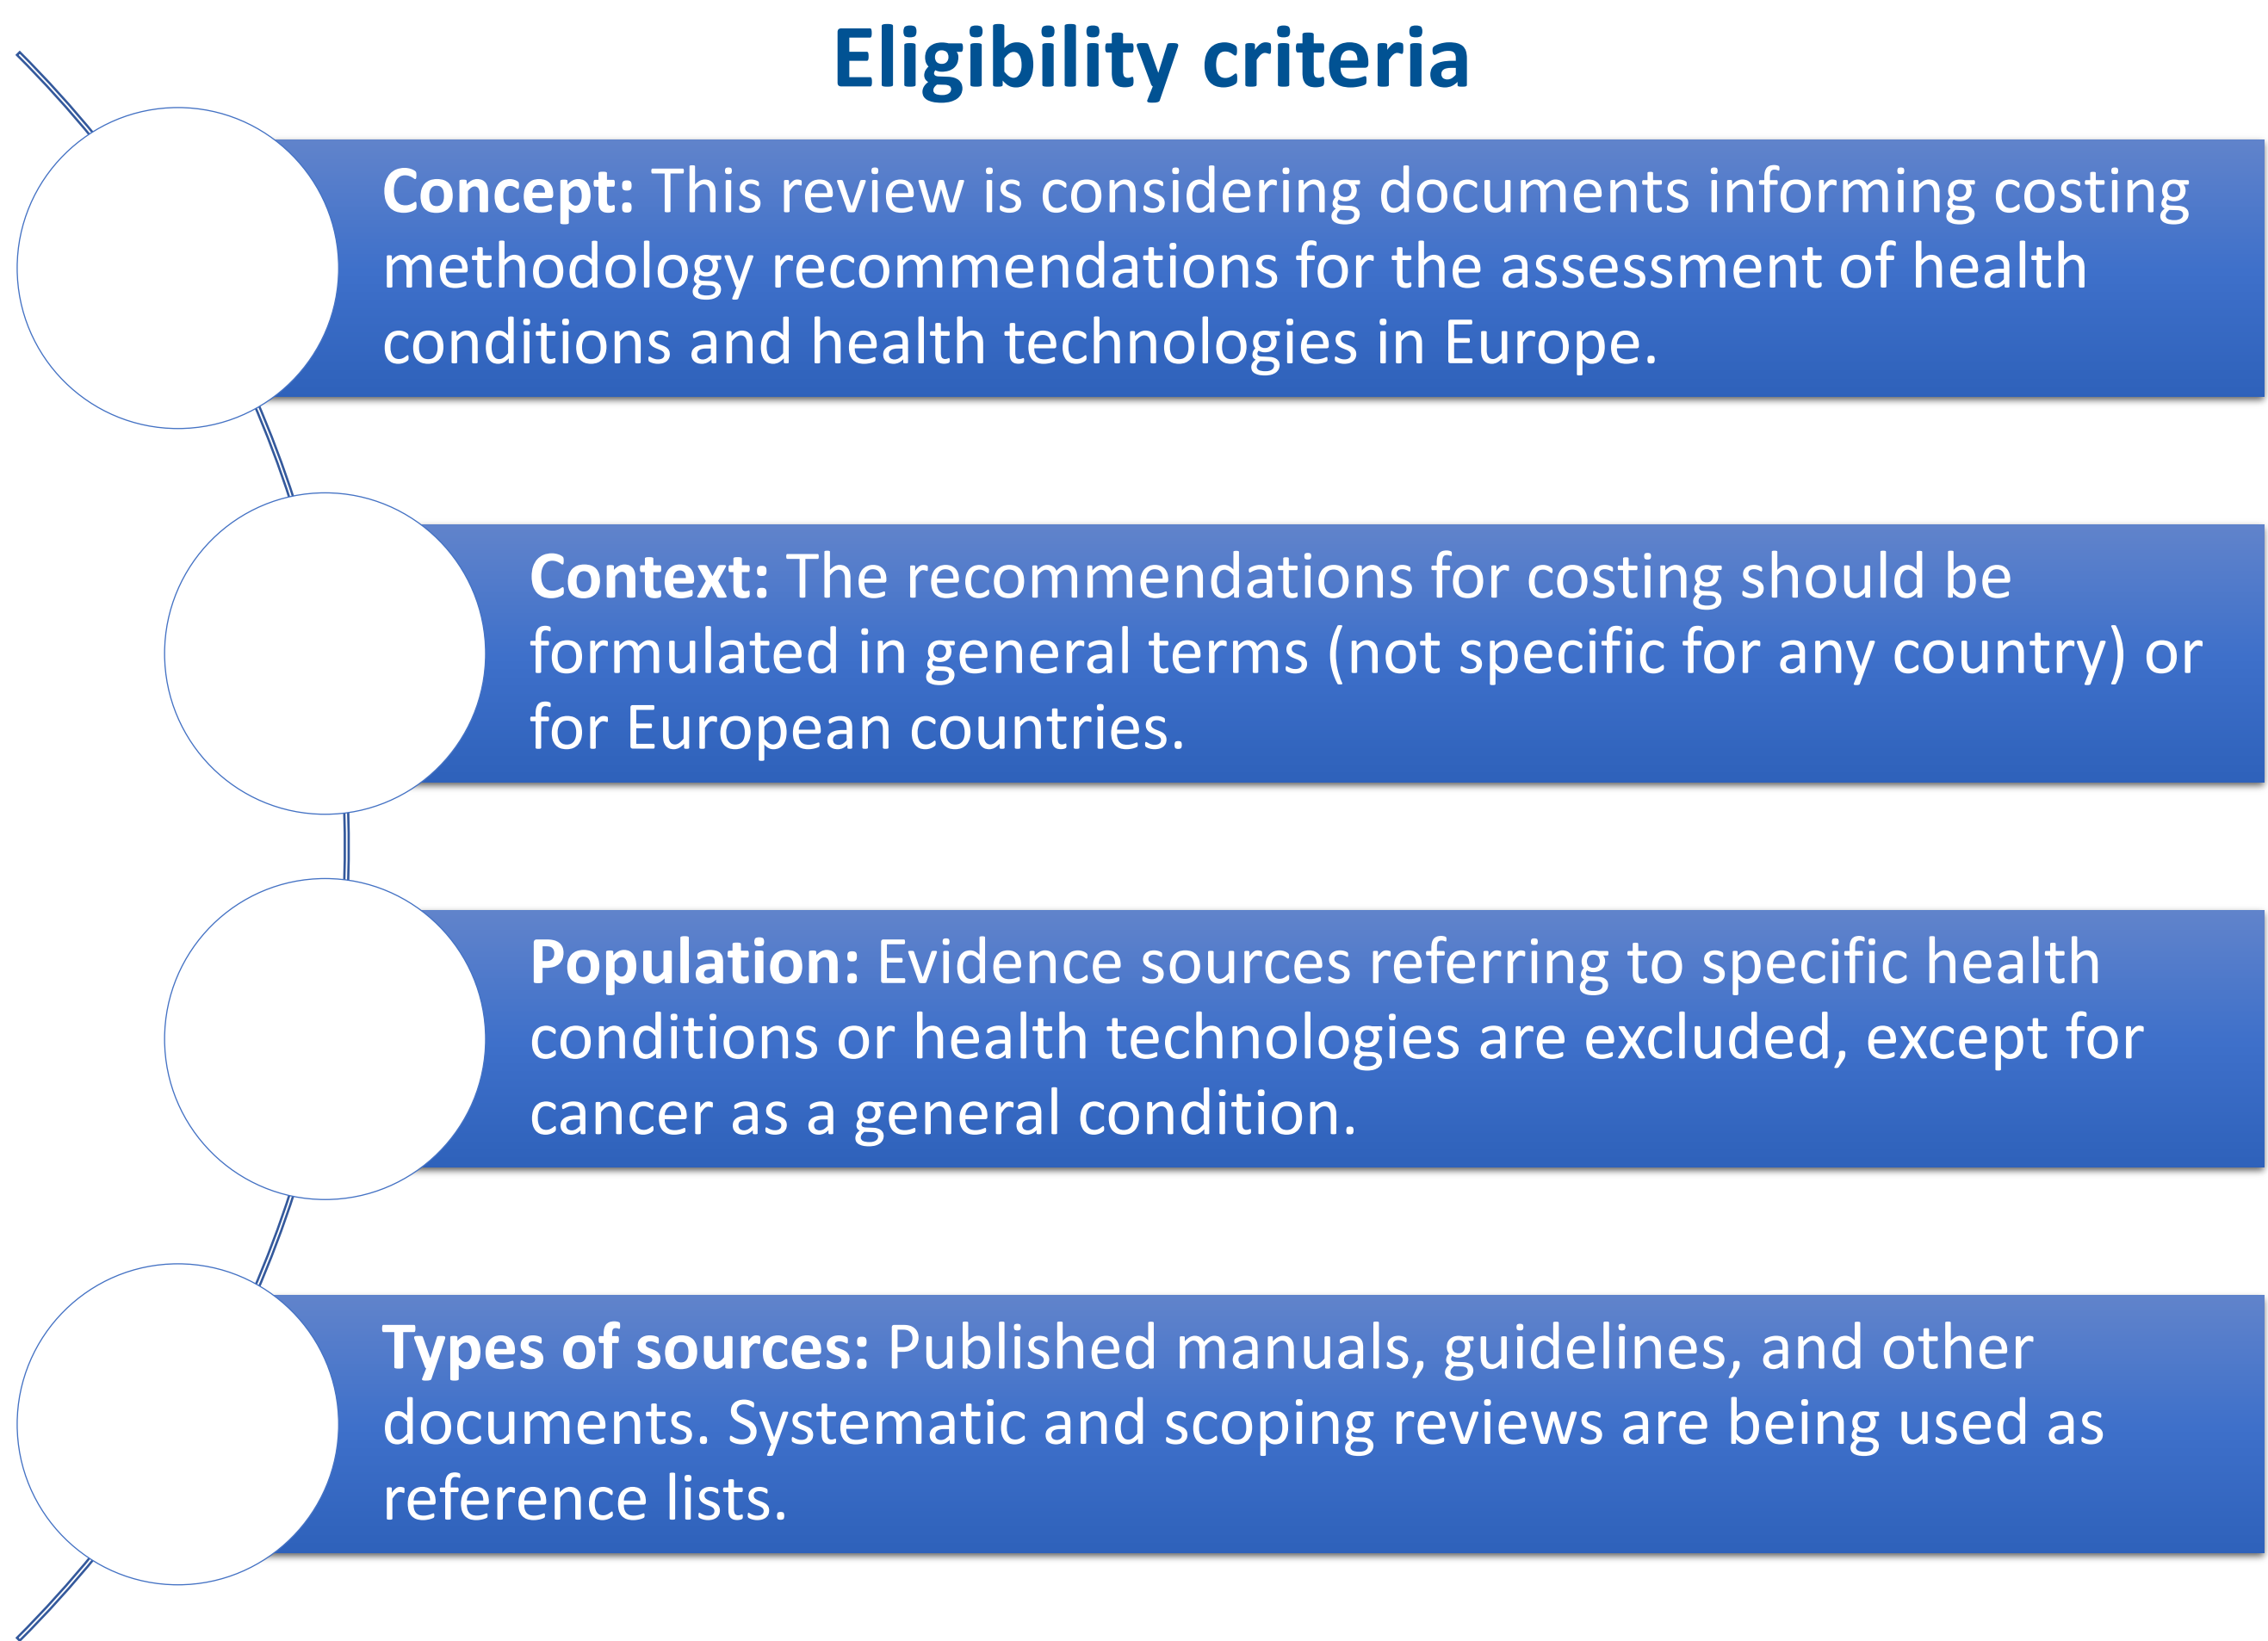 Eligibility criteria
Concept: This review is considering documents informing costing
methodology recommendations for the assessment of health
conditions and health technologies in Europe.
Context: The recommendations for costing should be
formulated in general terms (not specific for any country) or
for European countries.
Population: Evidence sources referring to specific health
conditions or health technologies are excluded, except for
cancer as a general condition.
Types of sources: Published manuals, guidelines, and other
documents. Systematic and scoping reviews are being used as
reference lists.